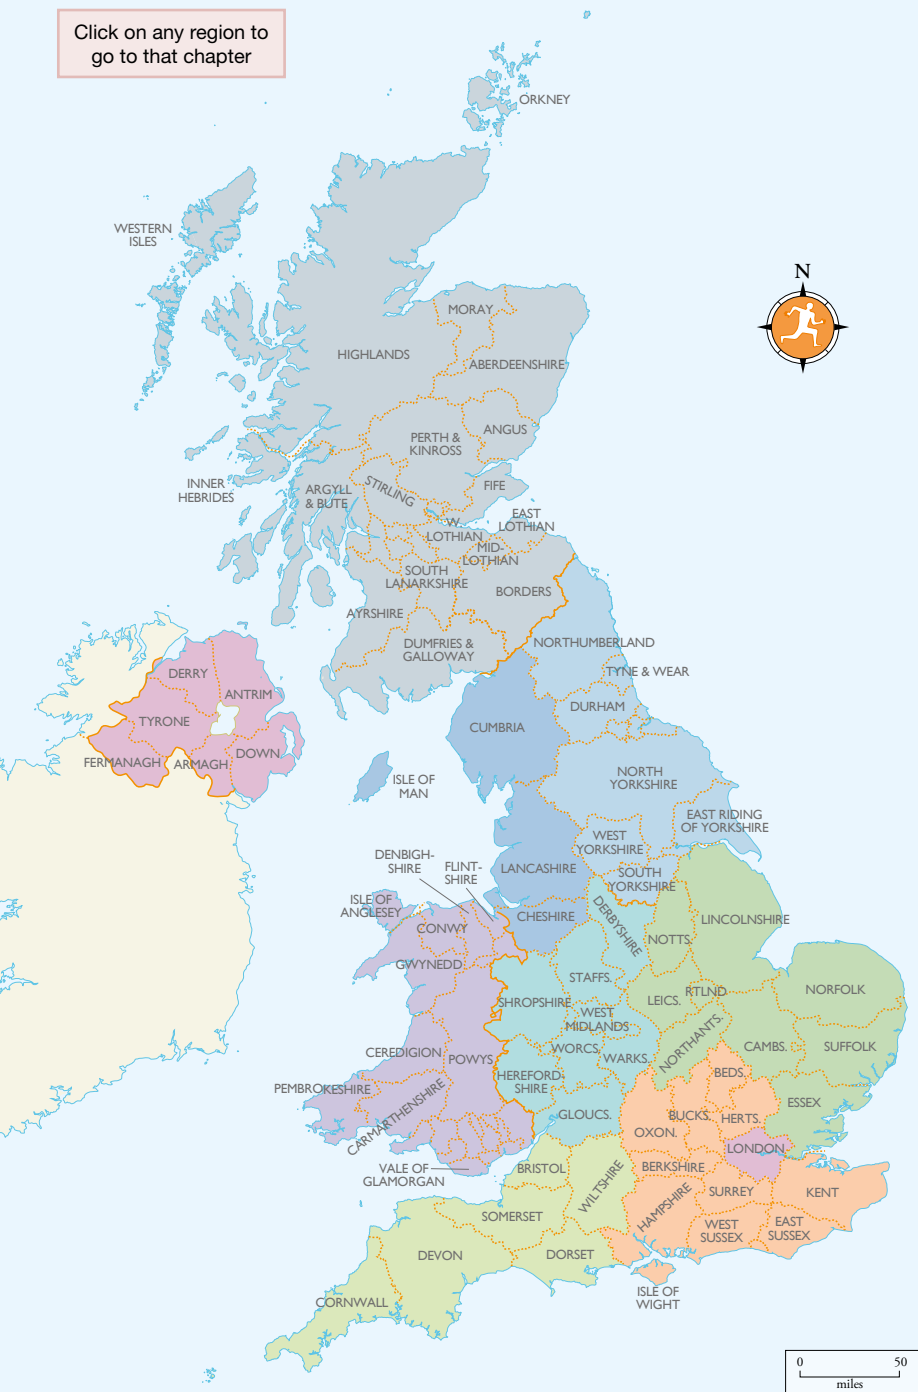 Click on any region to
go to that chapter
ORKNEY
WESTERN
ISLES
N
MORAY
HIGHLANDS
ABERDEENSHIRE
ANGUS
PERTH &
KINROSS
INNER
HEBRIDES
ARGYLL
& BUTE
STIRLING
FIFE
EAST
LOTHIAN
W.
LOTHIAN
MID-
LOTHIAN
SOUTH
LANARKSHIRE
BORDERS
AYRSHIRE
DUMFRIES &
GALLOWAY
NORTHUMBERLAND
TYNE & WEAR
DERRY
ANTRIM
TYRONE
FERMANAGH
ARMAGH
DOWN
DURHAM
CUMBRIA
ISLE OF
MAN
NORTH
YORKSHIRE
EAST RIDING
OF YORKSHIRE
WEST
YORKSHIRE
LANCASHIRE
SOUTH
YORKSHIRE
DENBIGH-
SHIRE
FLINT-
SHIRE
ISLE OF
ANGLESEY
CONWY
GWYNEDD
CHESHIRE
DERBYSHIRE
NOTTS.
LINCOLNSHIRE
STAFFS.
SHROPSHIRE
LEICS.
RTLND
NORFOLK
WEST
MIDLANDS
NORTHANTS.
CEREDIGION
POWYS
WORCS.
WARKS.
CAMBS.
SUFFOLK
HEREFORD-
SHIRE
BEDS.
PEMBROKESHIRE
CARMARTHENSHIRE
GLOUCS.
OXON.
BUCKS.
HERTS.
ESSEX
LONDON
VALE OF
GLAMORGAN
BRISTOL
WILTSHIRE
BERKSHIRE
HAMPSHIRE
SURREY
KENT
SOMERSET
WEST
SUSSEX
EAST
SUSSEX
DEVON
DORSET
CORNWALL
ISLE OF
WIGHT
0 50
miles